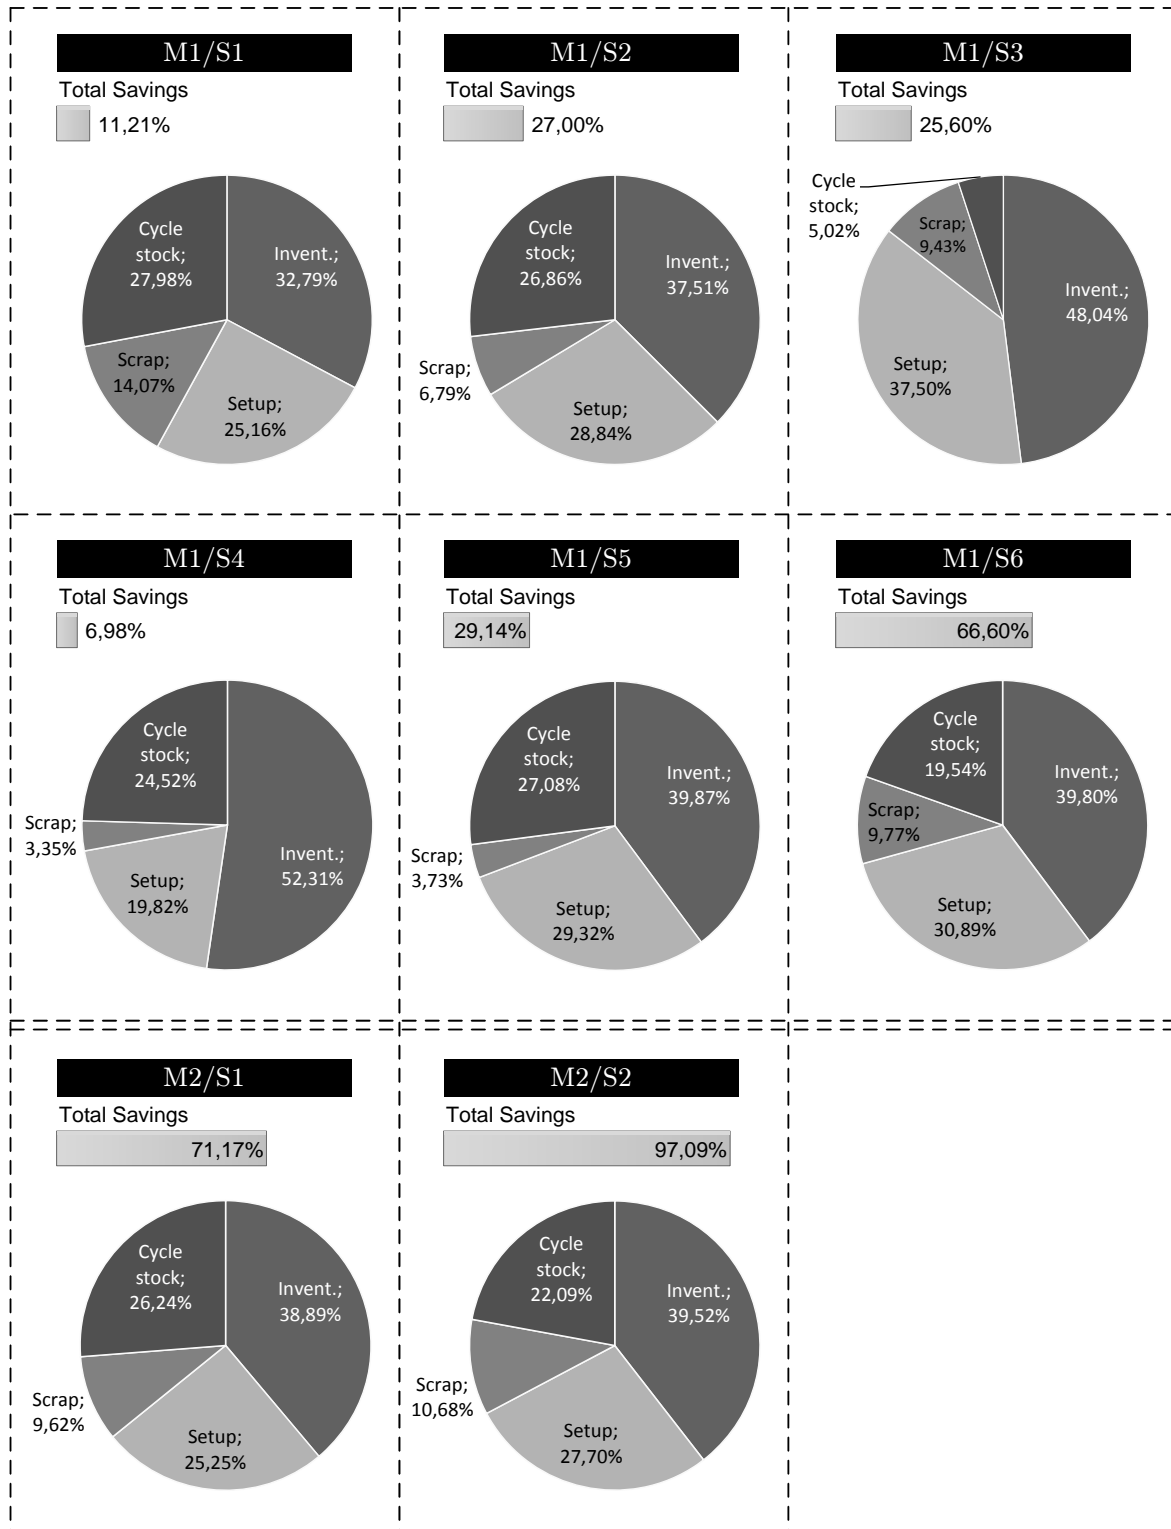 M1/S1
Total Savings
11,21%
Cycle
stock;
27,98%
Invent.;
32,79%
Scrap;
14,07%
Setup;
25,16%
M1/S2
Total Savings
27,00%
Cycle
stock;
26,86%
Invent.;
37,51%
Scrap;
6,79%
Setup;
28,84%
M1/S3
Total Savings
25,60%
Cycle
stock;
5,02%
Scrap;
9,43%
Invent.;
48,04%
Setup;
37,50%
M1/S4
Total Savings
6,98%
Cycle
stock;
24,52%
Scrap;
3,35%
Invent.;
52,31%
Setup;
19,82%
M1/S5
Total Savings
29,14%
Cycle
stock;
27,08%
Invent.;
39,87%
Scrap;
3,73%
Setup;
29,32%
M1/S6
Total Savings
66,60%
Cycle
stock;
19,54%
Invent.;
39,80%
Scrap;
9,77%
Setup;
30,89%
M2/S1
Total Savings
71,17%
Cycle
stock;
26,24%
Invent.;
38,89%
Scrap;
9,62%
Setup;
25,25%
M2/S2
Total Savings
97,09%
Cycle
stock;
22,09%
Invent.;
39,52%
Scrap;
10,68%
Setup;
27,70%